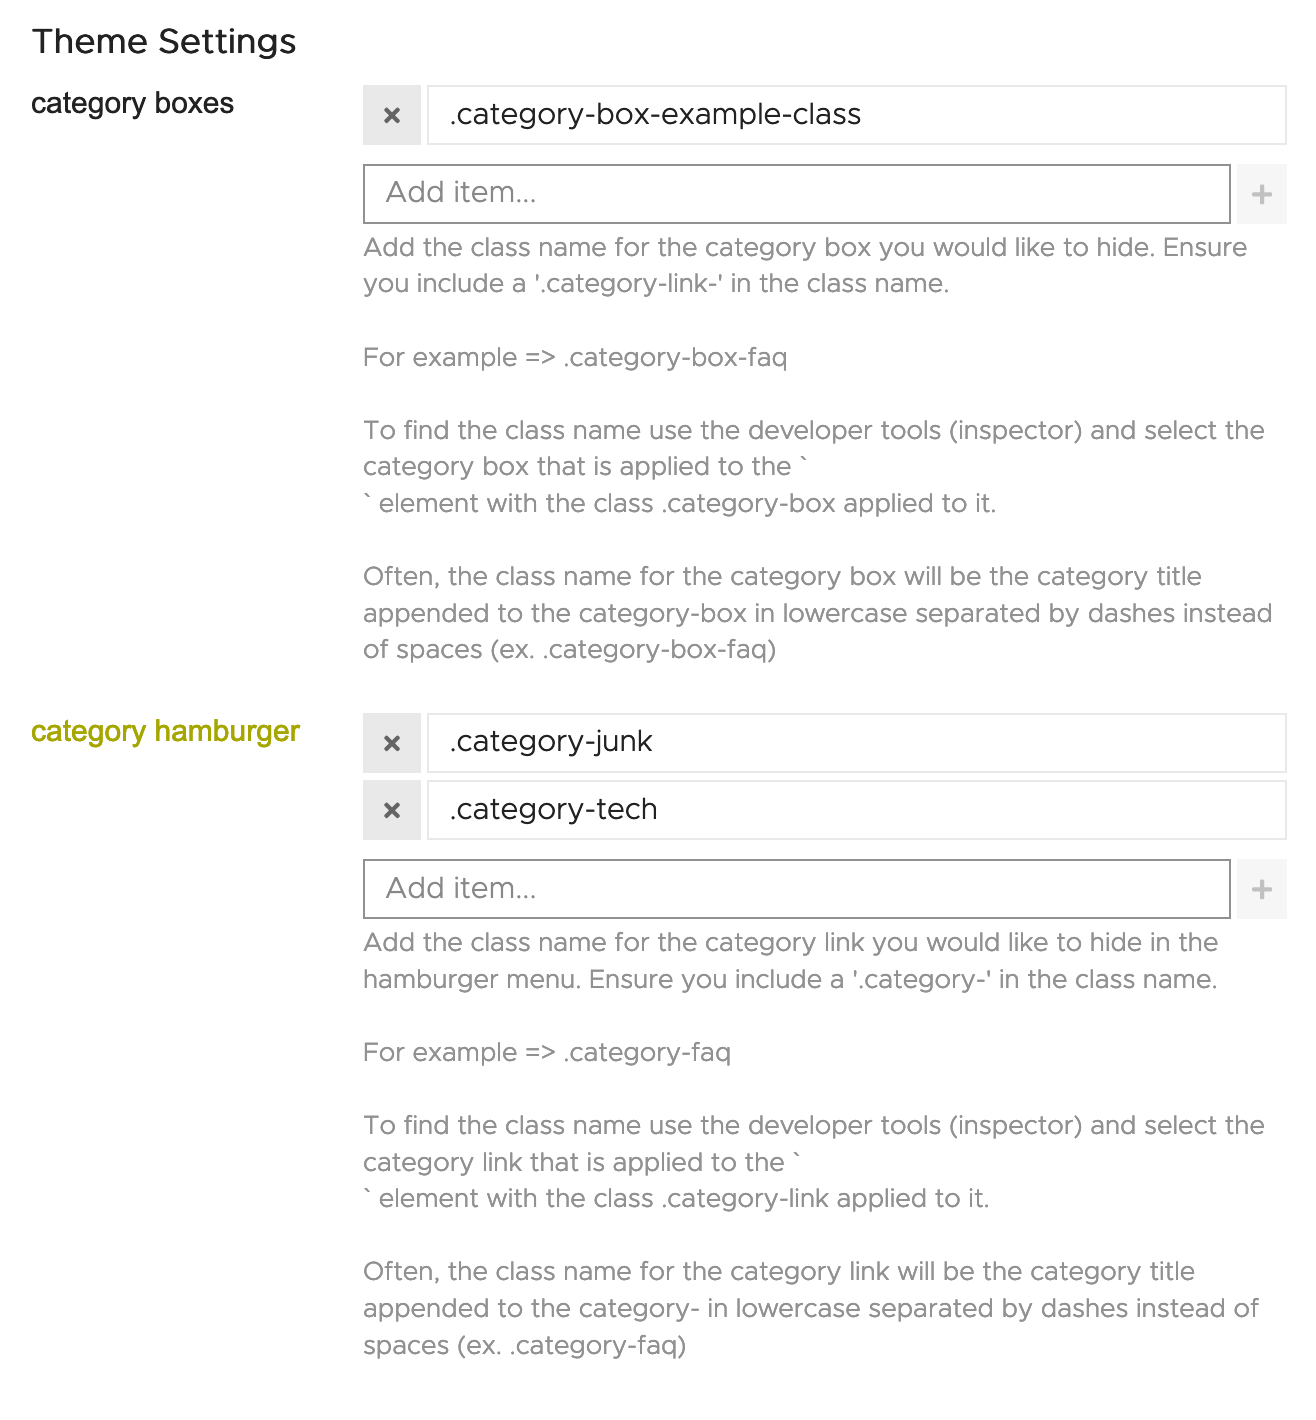 Theme Settings
category boxes
× .category-box-example-class
Add item... +
Add the class name for the category box you would like to hide. Ensure
you include a '.category-link-' in the class name.
For example => .category-box-faq
To find the class name use the developer tools (inspector) and select the
category box that is applied to the `
` element with the class .category-box applied to it.
Often, the class name for the category box will be the category title
appended to the category-box in lowercase separated by dashes instead
of spaces (ex. .category-box-faq)
category hamburger
× .category-junk
× .category-tech
Add item... +
Add the class name for the category link you would like to hide in the
hamburger menu. Ensure you include a '.category-' in the class name.
For example => .category-faq
To find the class name use the developer tools (inspector) and select the
category link that is applied to the `
` element with the class .category-link applied to it.
Often, the class name for the category link will be the category title
appended to the category- in lowercase separated by dashes instead of
spaces (ex. .category-faq)